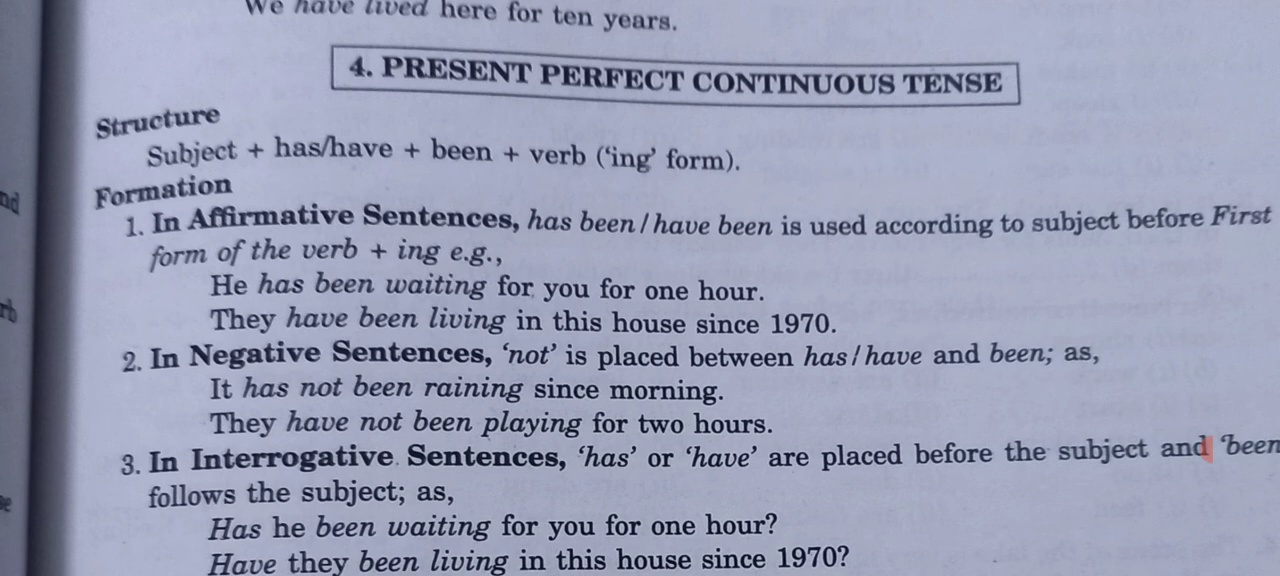 We have lived here for ten years.
4. PRESENT PERFECT CONTINUOUS TENSE
Structure
Subject + has/have + been + verb (‘ing’ form).
Formation
1. In Affirmative Sentences, has been/have been is used according to subject before First
form of the verb + ing e.g.,
He has been waiting for you for one hour.
They have been living in this house since 1970.
2. In Negative Sentences, ‘not’ is placed between has/have and been; as,
It has not been raining since morning.
They have not been playing for two hours.
3. In Interrogative Sentences, ‘has’ or ‘have’ are placed before the subject and ‘been
follows the subject; as,
Has he been waiting for you for one hour?
Have they been living in this house since 1970?